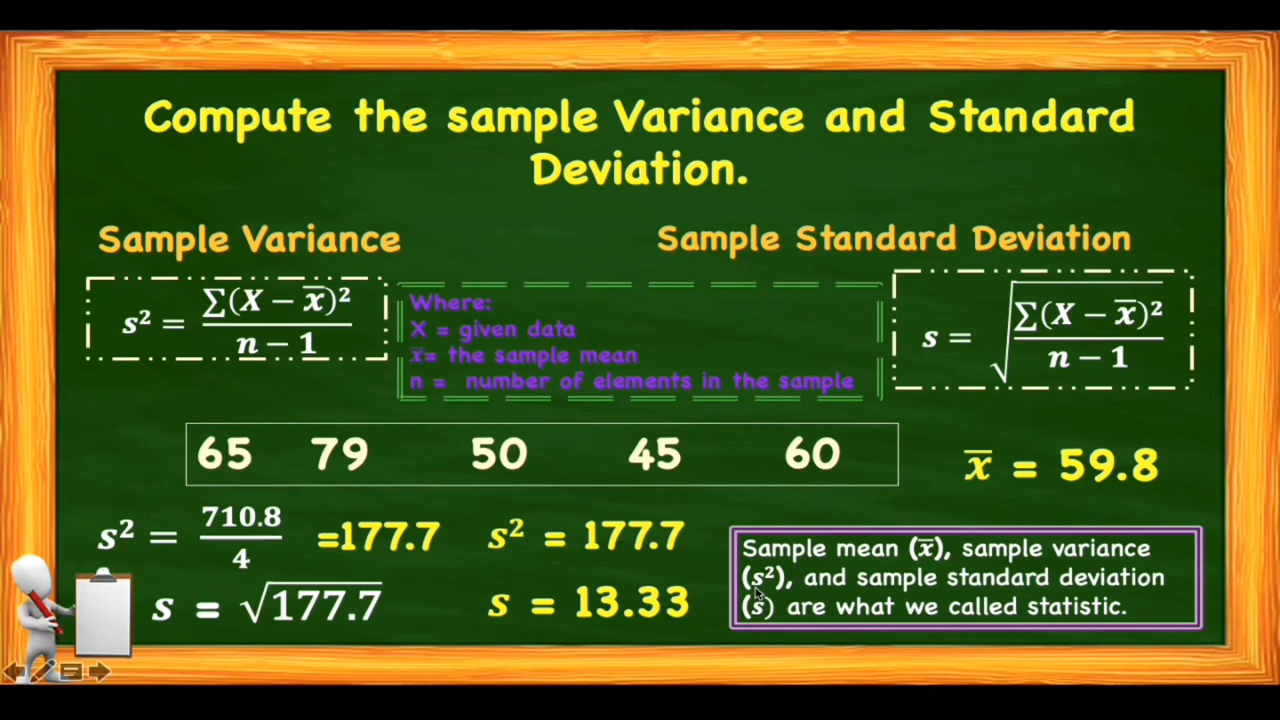 Compute the sample Variance and Standard
Deviation.
Sample Variance
Sample Standard Deviation
s² = ∑(X − x̅)² / n − 1
Where:
X = given data
x̅= the sample mean
n = number of elements in the sample
s = √(∑(X − x̅)² / n − 1)
65 79 50 45 60
x̅ = 59.8
s² = 710.8 / 4 =177.7
s² = 177.7
s = √177.7
s = 13.33
Sample mean (x̅), sample variance
(s²), and sample standard deviation
(s) are what we called statistic.